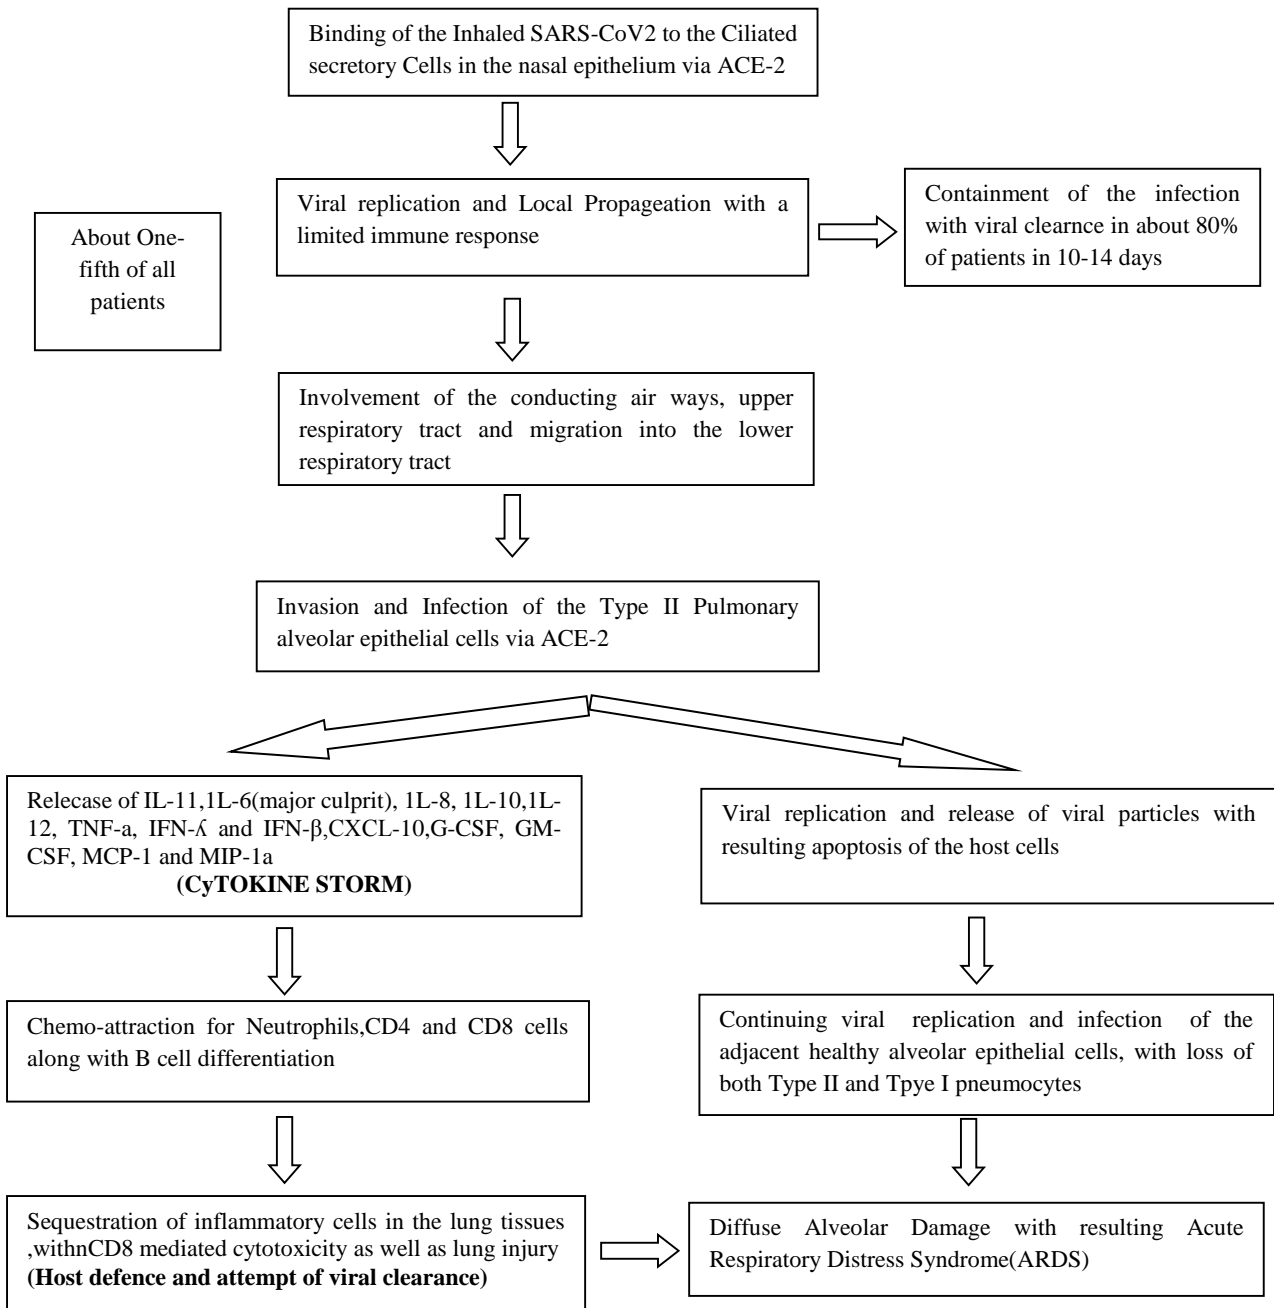 Binding of the Inhaled SARS-CoV2 to the Ciliated
secretory Cells in the nasal epithelium via ACE-2
Viral replication and Local Propageation with a
limited immune response
Containment of the infection
with viral clearnce in about 80%
of patients in 10-14 days
About One-
fifth of all
patients
Involvement of the conducting air ways, upper
respiratory tract and migration into the lower
respiratory tract
Invasion and Infection of the Type II Pulmonary
alveolar epithelial cells via ACE-2
Relecase of IL-11,1L-6(major culprit), 1L-8, 1L-10,1L-
12, TNF-a, IFN-ʎ and IFN-β,CXCL-10,G-CSF, GM-
CSF, MCP-1 and MIP-1a
(CyTOKINE STORM)
Viral replication and release of viral particles with
resulting apoptosis of the host cells
Chemo-attraction for Neutrophils,CD4 and CD8 cells
along with B cell differentiation
Continuing viral replication and infection of the
adjacent healthy alveolar epithelial cells, with loss of
both Type II and Tpye I pneumocytes
Sequestration of inflammatory cells in the lung tissues
,withnCD8 mediated cytotoxicity as well as lung injury
(Host defence and attempt of viral clearance)
Diffuse Alveolar Damage with resulting Acute
Respiratory Distress Syndrome(ARDS)